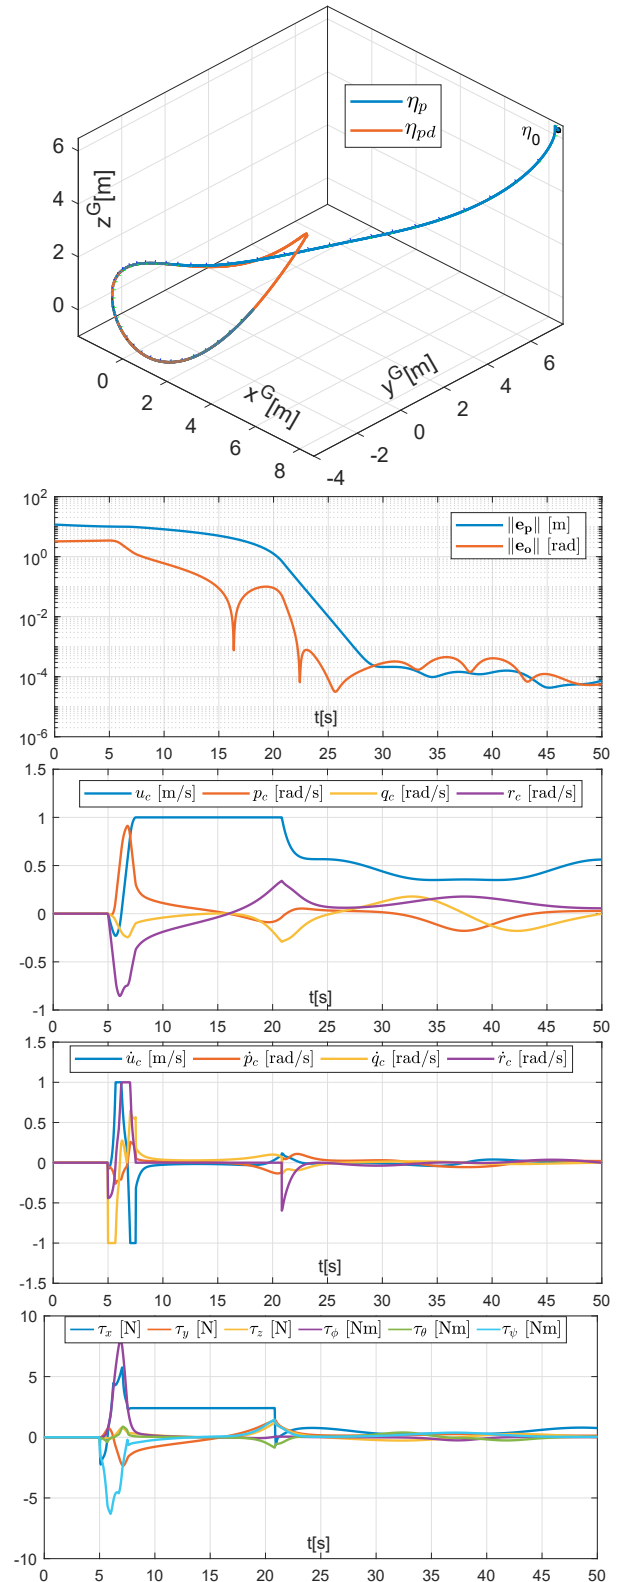 η_p
η_pd
η_0
6
4
2
0
z^G[m]
0
2
4
6
8
x^G[m]
-4
-2
0
2
4
6
y^G[m]
10^2
10^0
10^-2
10^-4
10^-6
‖e_p‖ [m]
‖e_o‖ [rad]
t[s]
0 5 10 15 20 25 30 35 40 45 50
1.5
u_c [m/s] p_c [rad/s] q_c [rad/s] r_c [rad/s]
1
0.5
0
-0.5
-1
t[s]
0 5 10 15 20 25 30 35 40 45 50
1.5
u̇_c [m/s] ṗ_c [rad/s] q̇_c [rad/s] ṙ_c [rad/s]
1
0.5
0
-0.5
-1
-1.5
t[s]
0 5 10 15 20 25 30 35 40 45 50
10
τ_x [N] τ_y [N] τ_z [N] τ_ϕ [Nm] τ_θ [Nm] τ_ψ [Nm]
5
0
-5
-10
t[s]
0 5 10 15 20 25 30 35 40 45 50